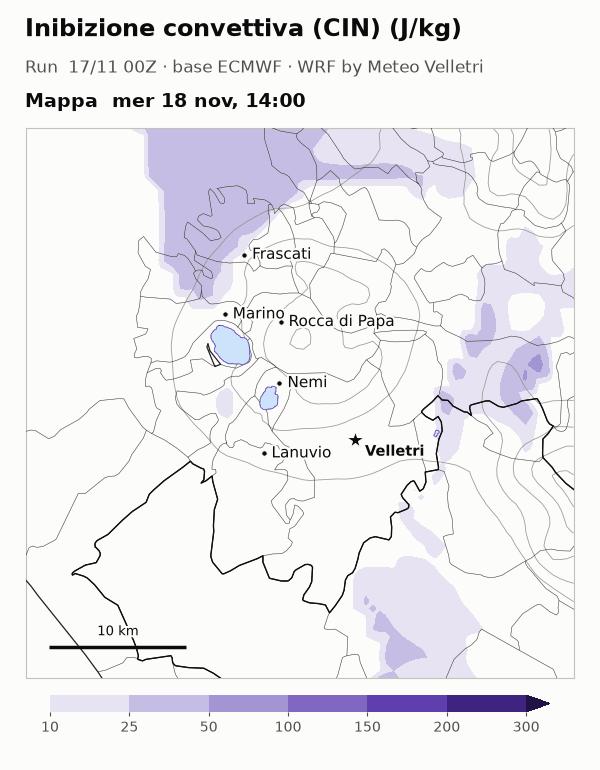 Inibizione convettiva (CIN) (J/kg)
Run  17/11 00Z · base ECMWF · WRF by Meteo Velletri
Mappa  mer 18 nov, 14:00
Frascati
Marino
Rocca di Papa
Nemi
Velletri
Lanuvio
10 km
10 25 50 100 150 200 300